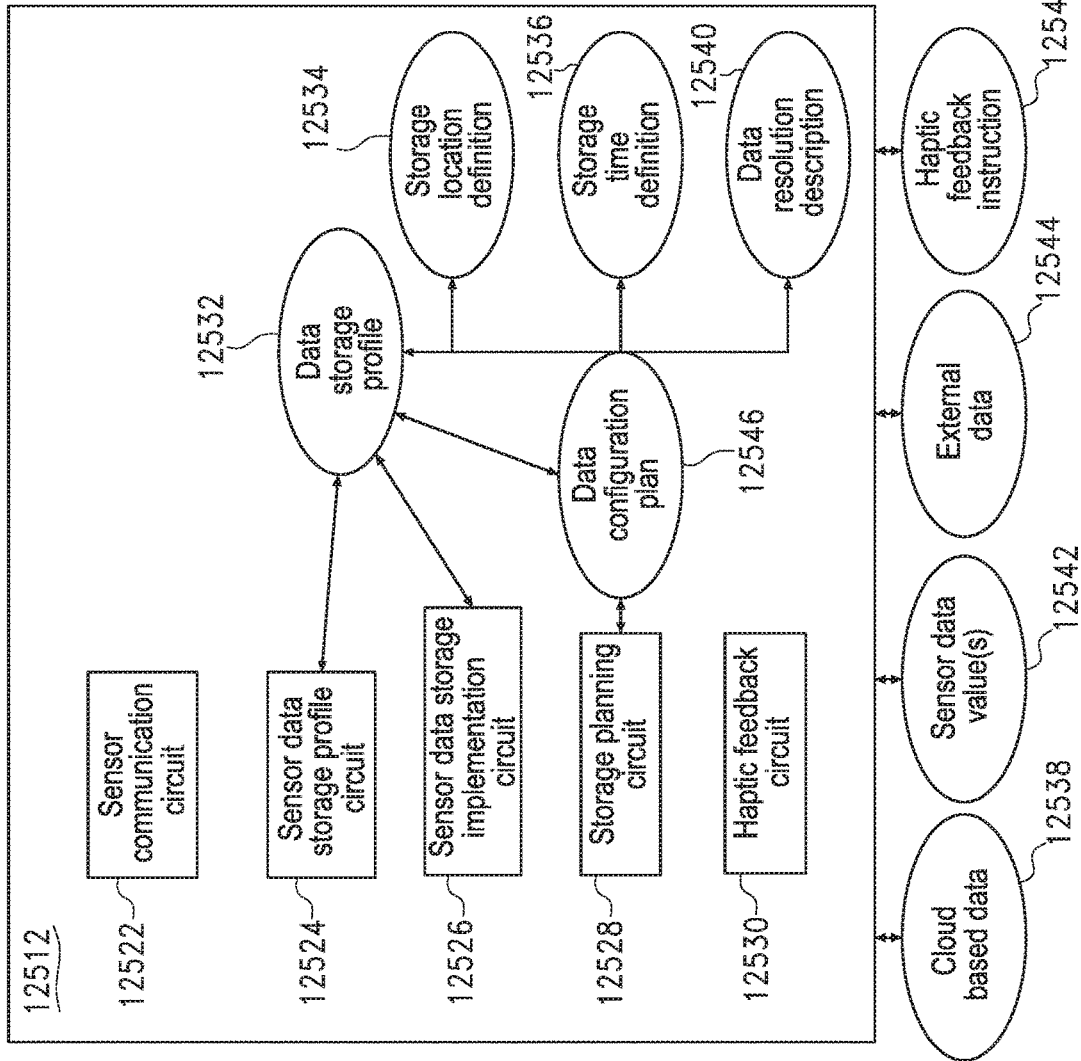 12512
12522
Sensor
communication
circuit
12524
Sensor data
storage profile
circuit
12526
Sensor data storage
implementation
circuit
12528
Storage planning
circuit
12530
Haptic feedback
circuit
12532
Data
storage
profile
Data
configuration
plan
12546
12534
Storage
location
definition
12536
Storage
time
definition
12540
Data
resolution
description
Cloud
based data
12538
Sensor data
value(s)
12542
External
data
12544
Haptic
feedback
instruction
1254